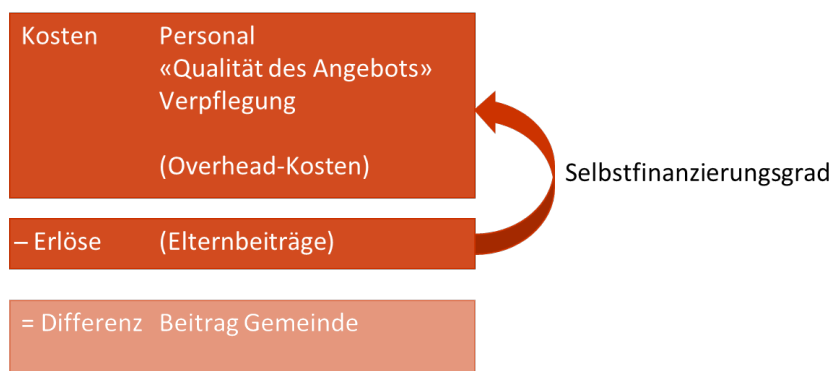 Kosten Personal
«Qualität des Angebots»
Verpflegung
(Overhead-Kosten)
Selbstfinanzierungsgrad
– Erlöse (Elternbeiträge)
= Differenz Beitrag Gemeinde